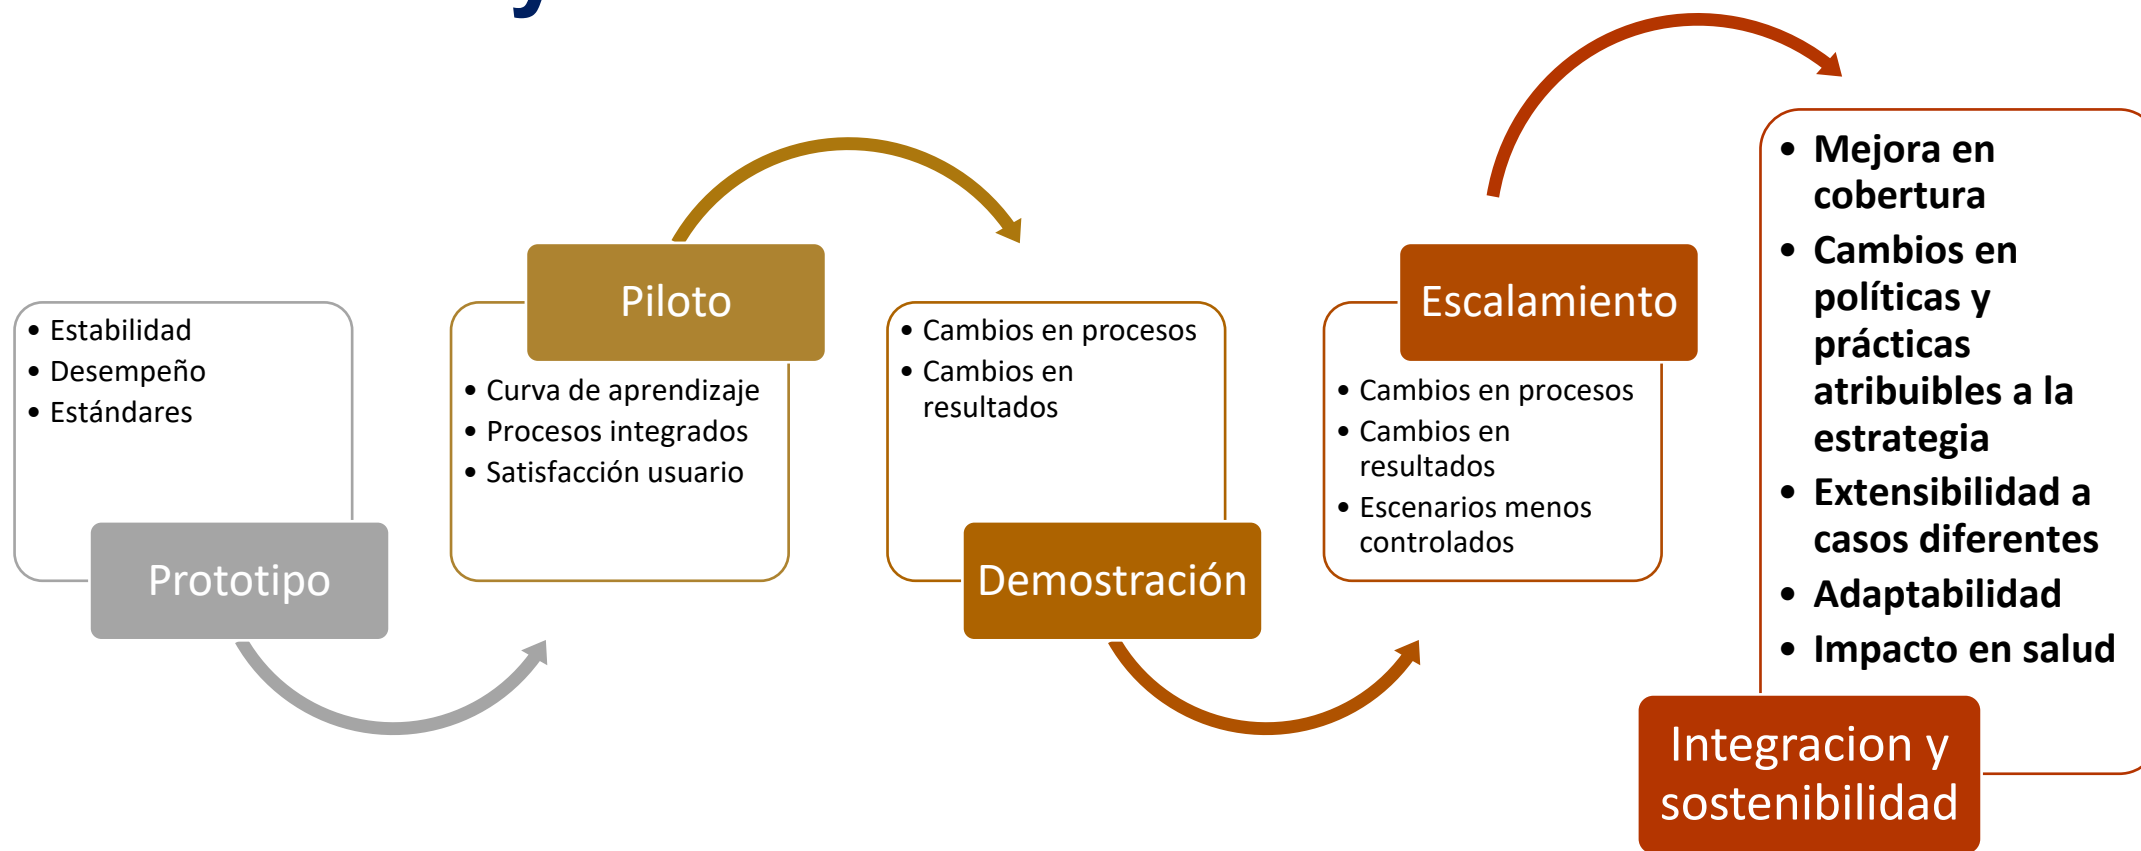 • Estabilidad
• Desempeño
• Estándares
Prototipo
Piloto
• Curva de aprendizaje
• Procesos integrados
• Satisfacción usuario
• Cambios en procesos
• Cambios en
resultados
Demostración
Escalamiento
• Cambios en procesos
• Cambios en
resultados
• Escenarios menos
controlados
• Mejora en
cobertura
• Cambios en
políticas y
prácticas
atribuibles a la
estrategia
• Extensibilidad a
casos diferentes
• Adaptabilidad
• Impacto en salud
Integracion y
sostenibilidad